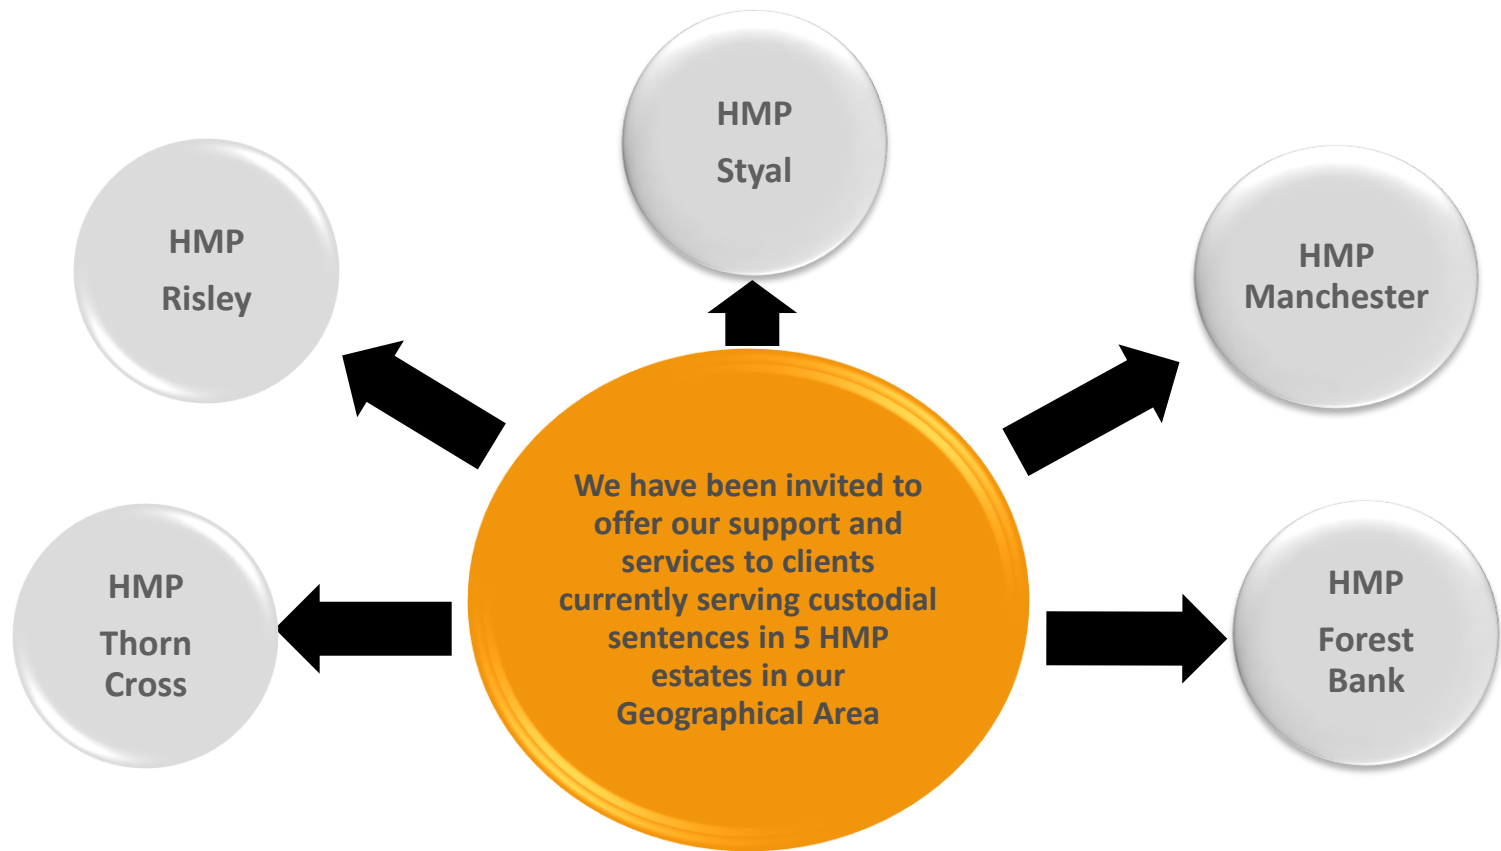 HMP
Styal
HMP
Risley
HMP
Manchester
We have been invited to
offer our support and
services to clients
currently serving custodial
sentences in 5 HMP
estates in our
Geographical Area
HMP
Thorn
Cross
HMP
Forest
Bank